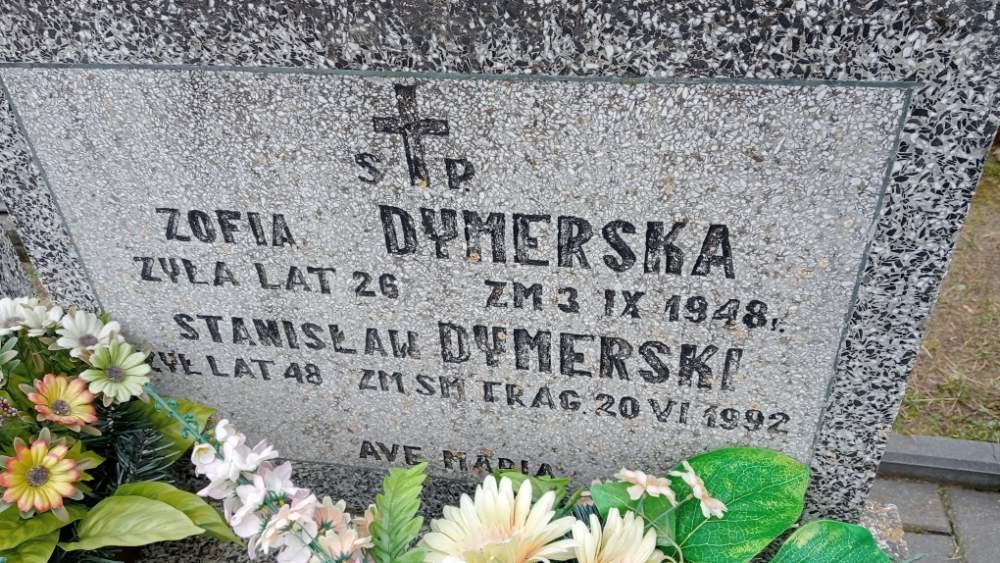 S P
ZOFIA DYMERSKA
ŻYŁA LAT 26 ZM 3 IX 1948r.
STANISŁAW DYMERSKI
ŻYŁ LAT 48 ZM SM TRAG. 20 VI 1992
AVE MARIA